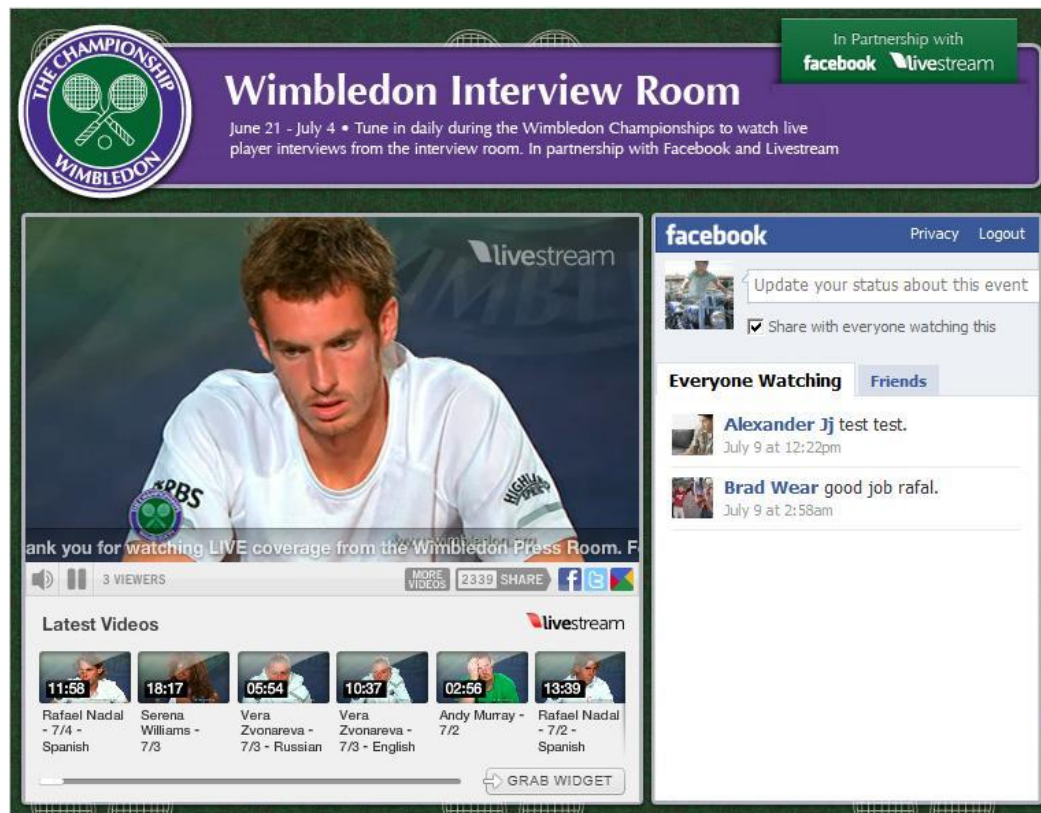 In Partnership with
facebook livestream
THE CHAMPIONSHIP
WIMBLEDON
Wimbledon Interview Room
June 21 - July 4 • Tune in daily during the Wimbledon Championships to watch live
player interviews from the interview room. In partnership with Facebook and Livestream
livestream
RBS
HIGHLAND
SPRING
ank you for watching LIVE coverage from the Wimbledon Press Room. F
3 VIEWERS
MORE
VIDEOS
2339 SHARE
Latest Videos
livestream
11:58
18:17
05:54
10:37
02:56
13:39
Rafael Nadal
- 7/4 -
Spanish
Serena
Williams -
7/3
Vera
Zvonareva -
7/3 - Russian
Vera
Zvonareva -
7/3 - English
Andy Murray -
7/2
Rafael Nadal
- 7/2 -
Spanish
GRAB WIDGET
facebook
Privacy Logout
Update your status about this event
Share with everyone watching this
Everyone Watching
Friends
Alexander Jj test test.
July 9 at 12:22pm
Brad Wear good job rafal.
July 9 at 2:58am